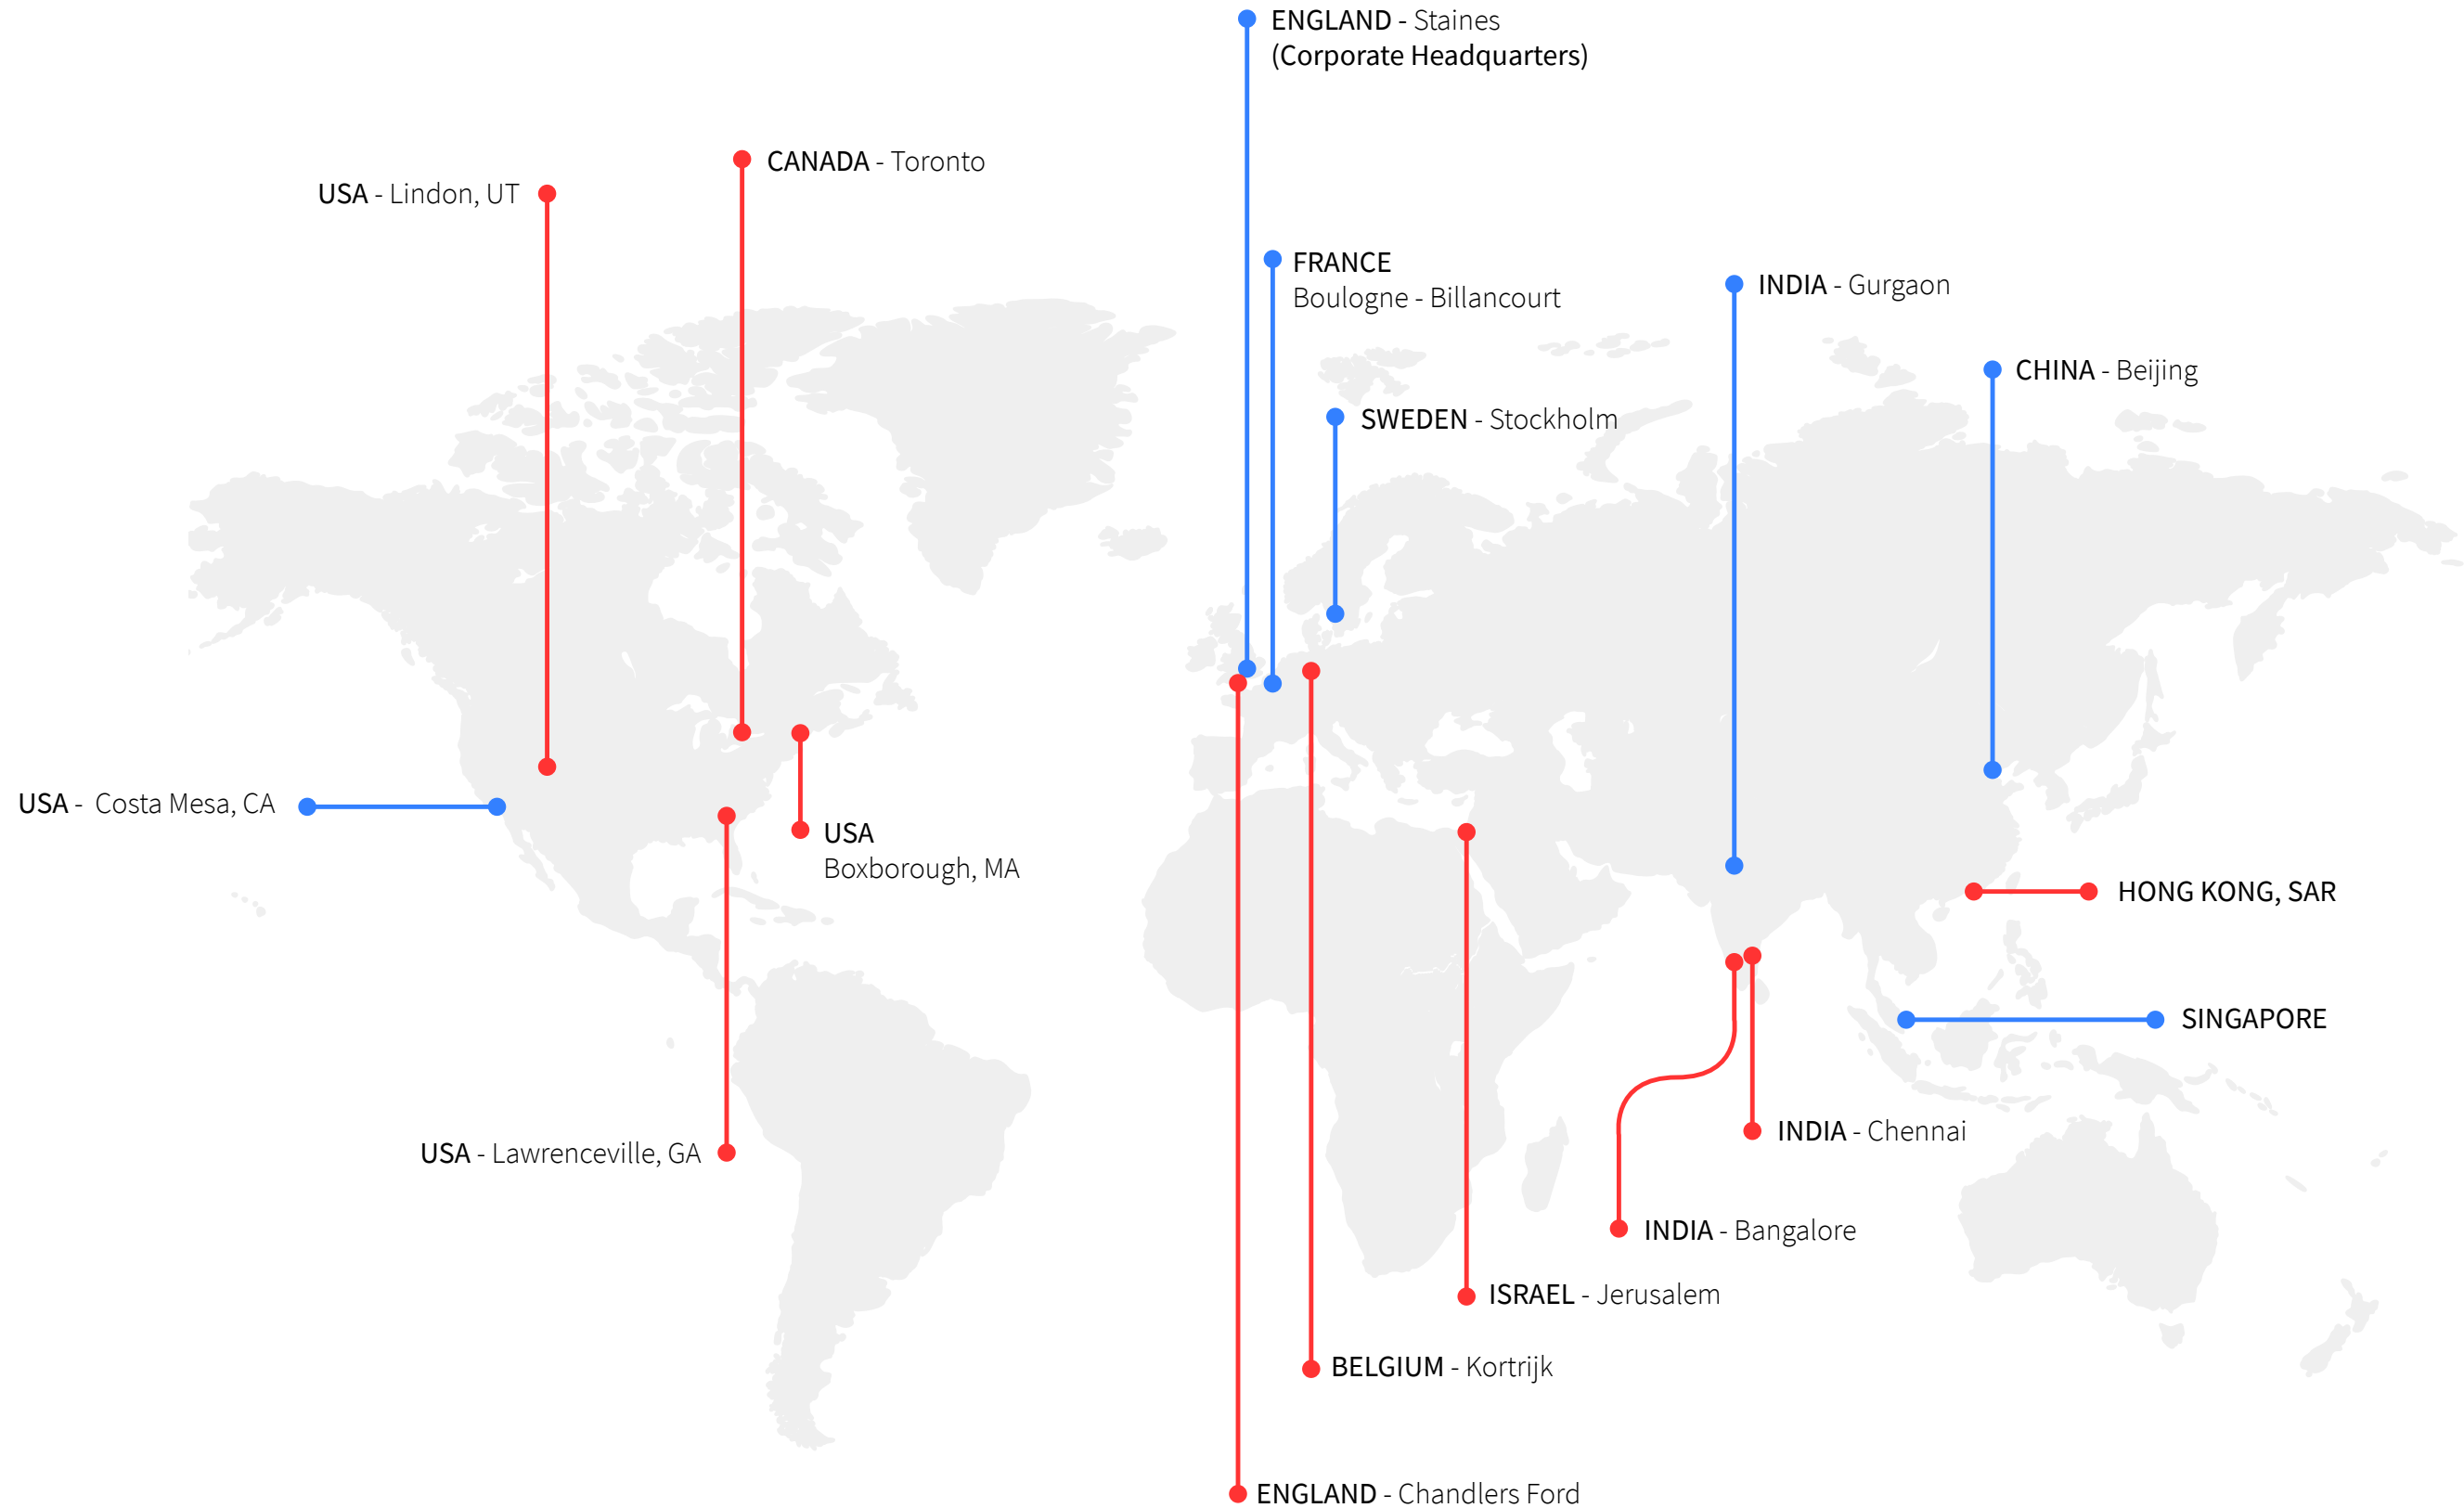 ENGLAND - Staines
(Corporate Headquarters)
CANADA - Toronto
USA - Lindon, UT
FRANCE
Boulogne - Billancourt
INDIA - Gurgaon
CHINA - Beijing
SWEDEN - Stockholm
USA - Costa Mesa, CA
USA
Boxborough, MA
HONG KONG, SAR
SINGAPORE
INDIA - Chennai
USA - Lawrenceville, GA
INDIA - Bangalore
ISRAEL - Jerusalem
BELGIUM - Kortrijk
ENGLAND - Chandlers Ford